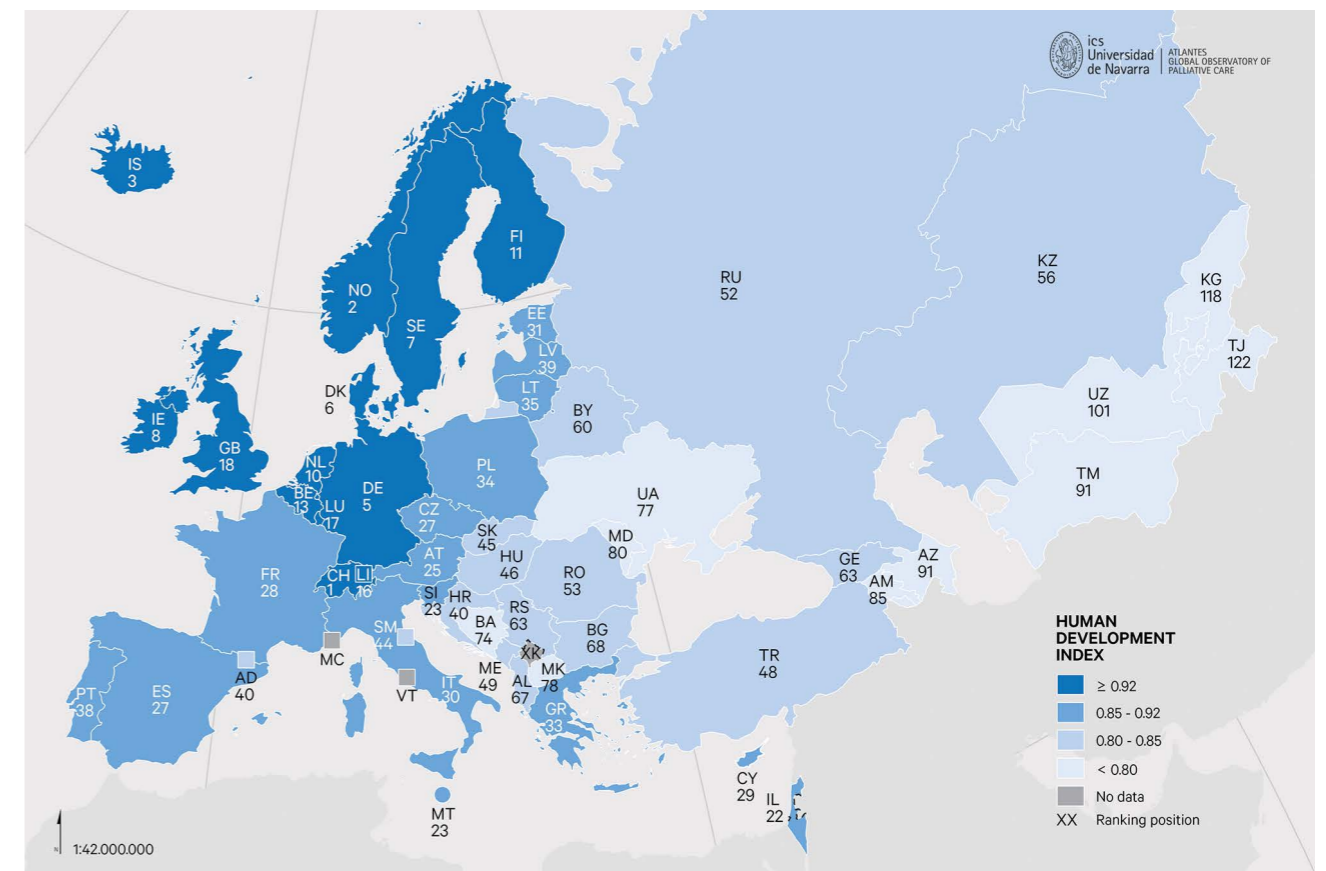 ics
Universidad
de Navarra
ATLANTES
GLOBAL OBSERVATORY OF
PALLIATIVE CARE
IS
3
FI
11
NO
2
SE
7
RU
52
KZ
56
KG
118
TJ
122
EE
31
LV
39
LT
35
DK
6
BY
60
UZ
101
IE
8
GB
18
NL
10
BE
13
LU
17
DE
5
PL
34
UA
77
TM
91
CZ
27
SK
45
MD
80
AT
25
HU
46
RO
53
GE
63
AZ
91
AM
85
FR
28
CH
1
LI
16
SI
23
HR
40
RS
63
BA
74
BG
68
SM
44
MC
XK
ME
49
AL
67
MK
78
TR
48
AD
40
VT
IT
30
GR
33
PT
38
ES
27
CY
29
IL
22
MT
23
HUMAN
DEVELOPMENT
INDEX
≥ 0.92
0.85 - 0.92
0.80 - 0.85
< 0.80
No data
XX Ranking position
N
1:42.000.000